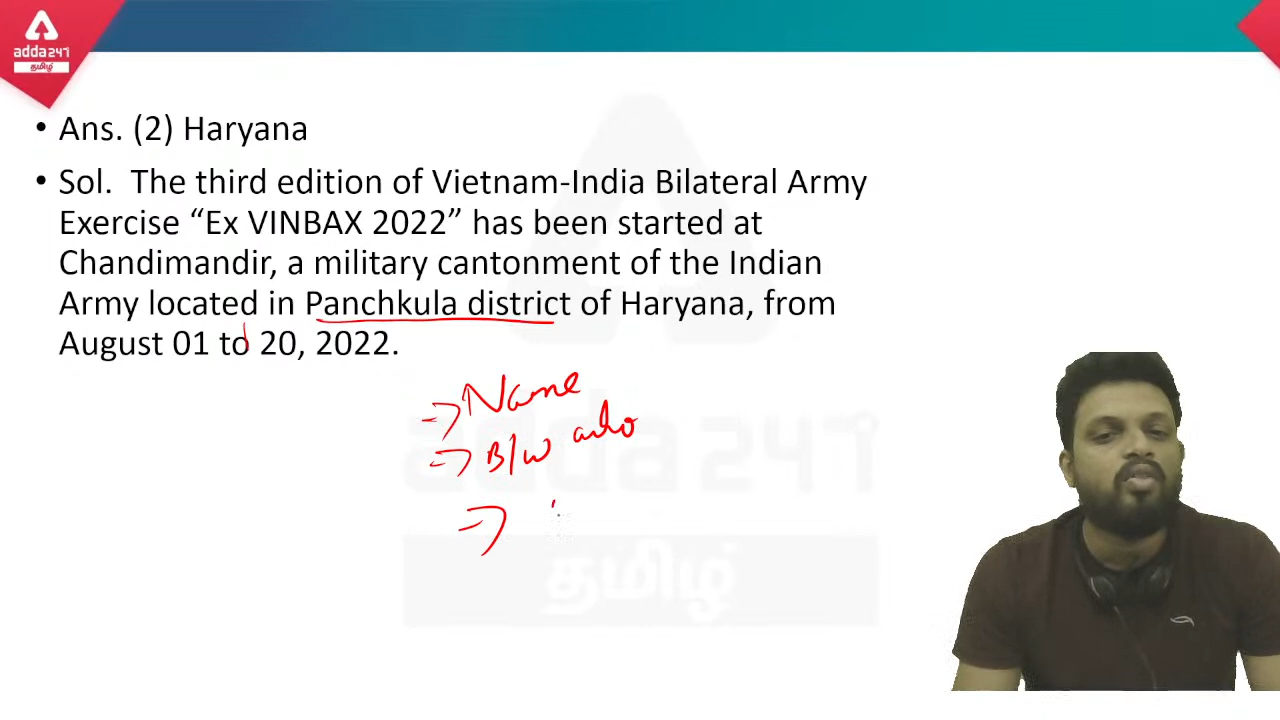 adda247
தமிழ்
• Ans. (2) Haryana
• Sol. The third edition of Vietnam-India Bilateral Army
Exercise “Ex VINBAX 2022” has been started at
Chandimandir, a military cantonment of the Indian
Army located in Panchkula district of Haryana, from
August 01 to 20, 2022.
Name
B/w
adda247
தமிழ்